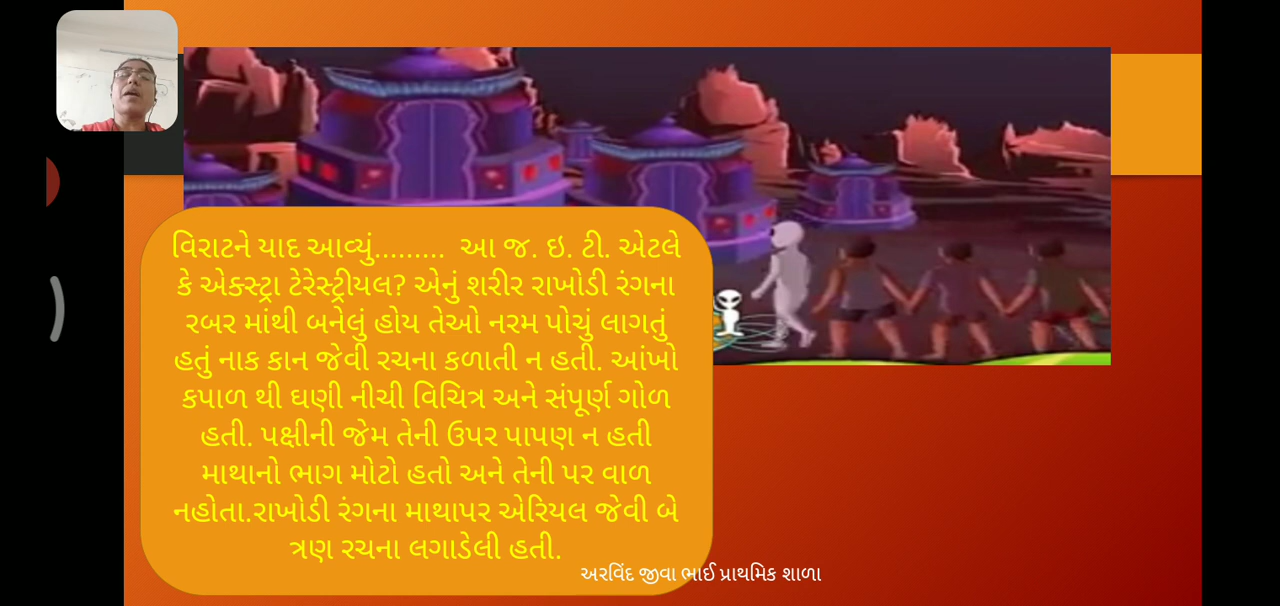 વિરાટને યાદ આવ્યું......... આ જ. ઇ. ટી. એટલે
કે એક્સ્ટ્રા ટેરેસ્ટ્રીયલ? એનું શરીર રાખોડી રંગના
રબર માંથી બનેલું હોય તેઓ નરમ પોચું લાગતું
હતું નાક કાન જેવી રચના કળાતી ન હતી. આંખો
કપાળ થી ઘણી નીચી વિચિત્ર અને સંપૂર્ણ ગોળ
હતી. પક્ષીની જેમ તેની ઉપર પાપણ ન હતી
માથાનો ભાગ મોટો હતો અને તેની પર વાળ
નહોતા.રાખોડી રંગના માથાપર એરિયલ જેવી બે
ત્રણ રચના લગાડેલી હતી.
અરવિંદ જીવા ભાઈ પ્રાથમિક શાળા